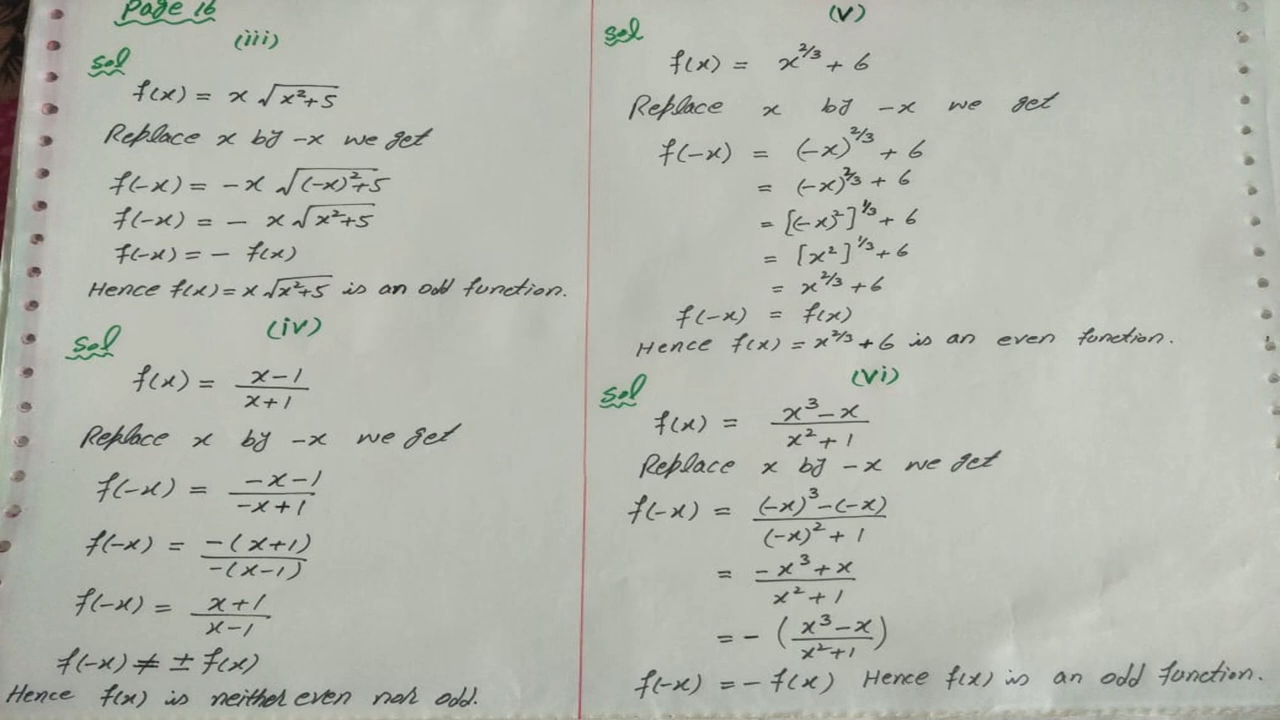 Page 16
(iii)
Sol
f(x) = x √(x²+5)
Replace x by -x we get
f(-x) = -x √((-x)²+5)
f(-x) = - x √(x²+5)
f(-x) = - f(x)
Hence f(x) = x √(x²+5) is an odd function.
(iv)
Sol
f(x) = (x-1)/(x+1)
Replace x by -x we get
f(-x) = (-x-1)/(-x+1)
f(-x) = -(x+1)/-(x-1)
f(-x) = (x+1)/(x-1)
f(-x) ≠ ± f(x)
Hence f(x) is neither even nor odd.
(v)
Sol
f(x) = x^(2/3) + 6
Replace x by -x we get
f(-x) = (-x)^(2/3) + 6
= (-x)^(2/3) + 6
= [(-x)²]^(1/3) + 6
= [x²]^(1/3) + 6
= x^(2/3) + 6
f(-x) = f(x)
Hence f(x) = x^(2/3) + 6 is an even function.
(vi)
Sol
f(x) = (x³-x)/(x²+1)
Replace x by -x we get
f(-x) = ((-x)³-(-x))/((-x)²+1)
= (-x³+x)/(x²+1)
= - ((x³-x)/(x²+1))
f(-x) = - f(x) Hence f(x) is an odd function.